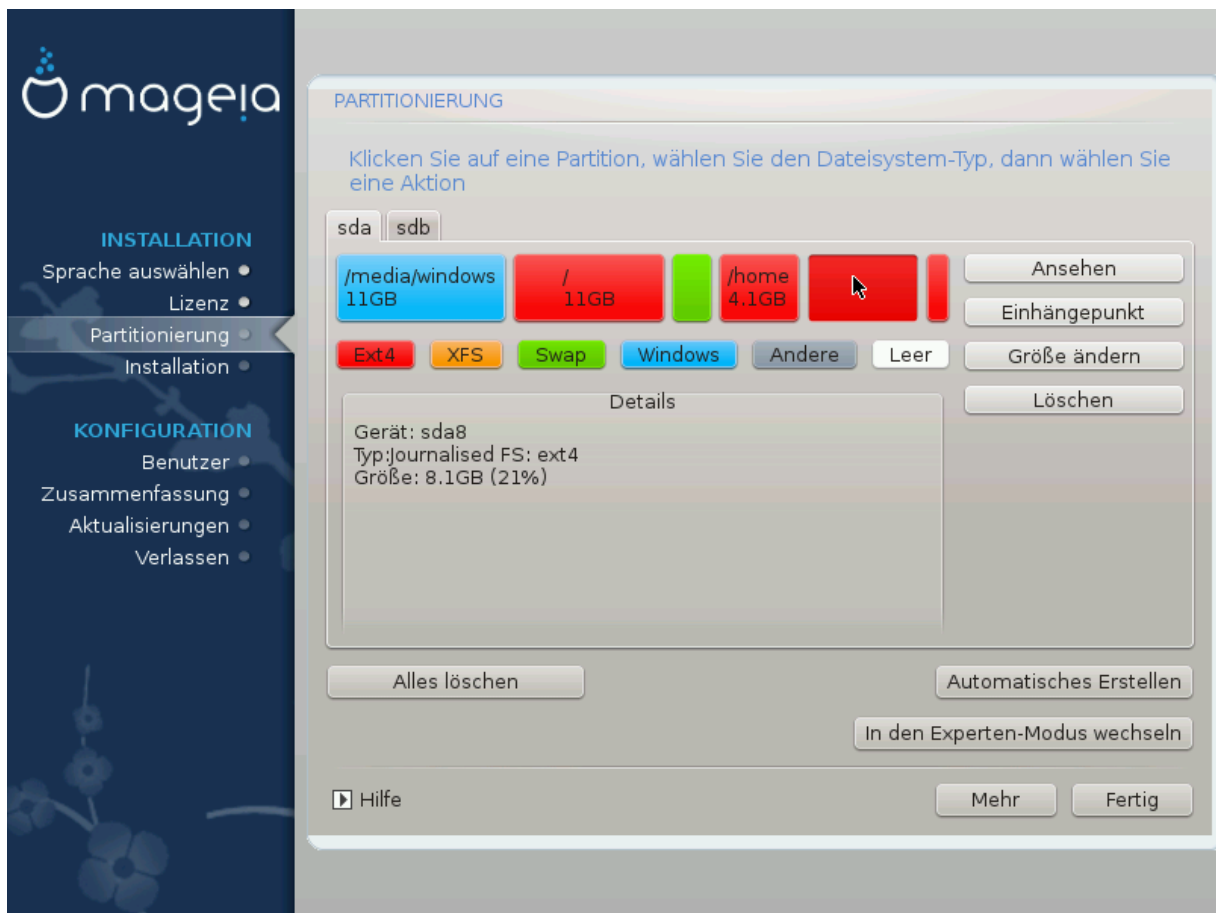 mageia
INSTALLATION
Sprache auswählen
Lizenz
Partitionierung
Installation
KONFIGURATION
Benutzer
Zusammenfassung
Aktualisierungen
Verlassen
PARTITIONIERUNG
Klicken Sie auf eine Partition, wählen Sie den Dateisystem-Typ, dann wählen Sie
eine Aktion
sda sdb
/media/windows
11GB
/
11GB
/home
4.1GB
Ext4 XFS Swap Windows Andere Leer
Details
Gerät: sda8
Typ:Journalised FS: ext4
Größe: 8.1GB (21%)
Ansehen
Einhängepunkt
Größe ändern
Löschen
Alles löschen
Automatisches Erstellen
In den Experten-Modus wechseln
Hilfe
Mehr
Fertig